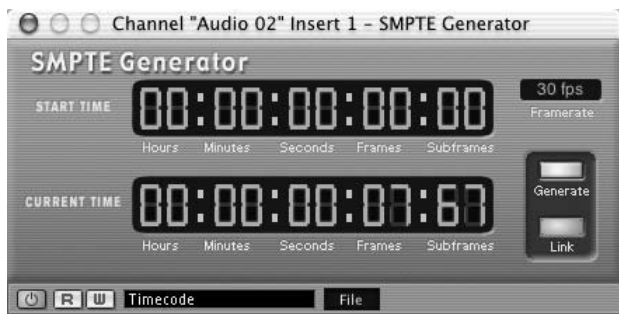 Channel "Audio 02" Insert 1 – SMPTE Generator
SMPTE Generator
START TIME 00:00:00:00:00
30 fps
Framerate
Hours Minutes Seconds Frames Subframes
CURRENT TIME 00:00:00:07:67
Generate
Hours Minutes Seconds Frames Subframes
Link
R W Timecode File